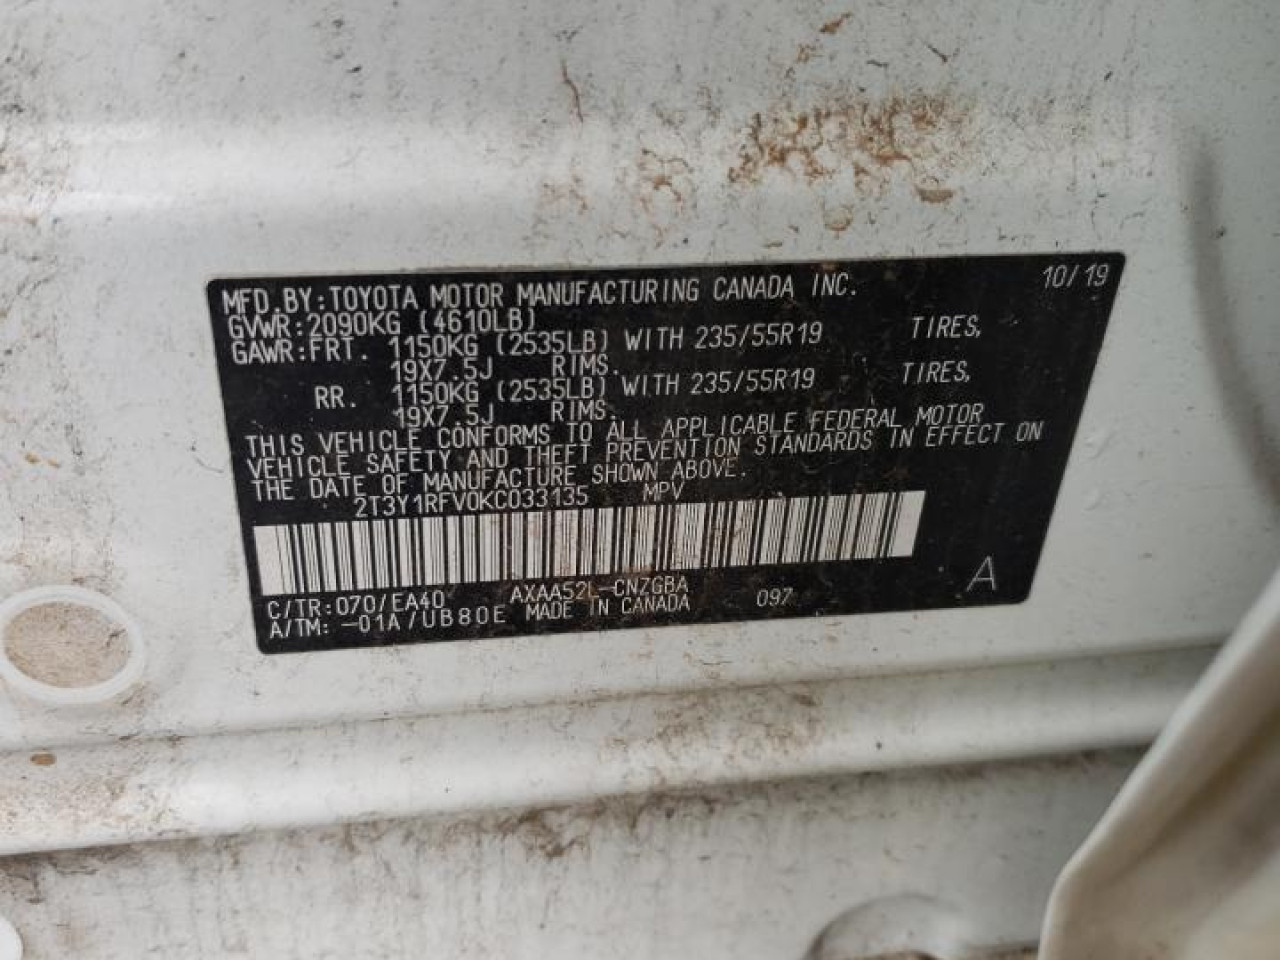 MFD.BY:TOYOTA MOTOR MANUFACTURING CANADA INC. 10/19
GVWR:2090KG (4610LB)
GAWR:FRT. 1150KG (2535LB) WITH 235/55R19 TIRES,
19X7.5J RIMS.
RR. 1150KG (2535LB) WITH 235/55R19 TIRES,
19X7.5J RIMS.
THIS VEHICLE CONFORMS TO ALL APPLICABLE FEDERAL MOTOR
VEHICLE SAFETY AND THEFT PREVENTION STANDARDS IN EFFECT ON
THE DATE OF MANUFACTURE SHOWN ABOVE.
2T3Y1RFV0KC033135 MPV
C/TR:070/EA40 AXAA52L-CNZGBA
A/TM: -01A/UB80E MADE IN CANADA 097 A